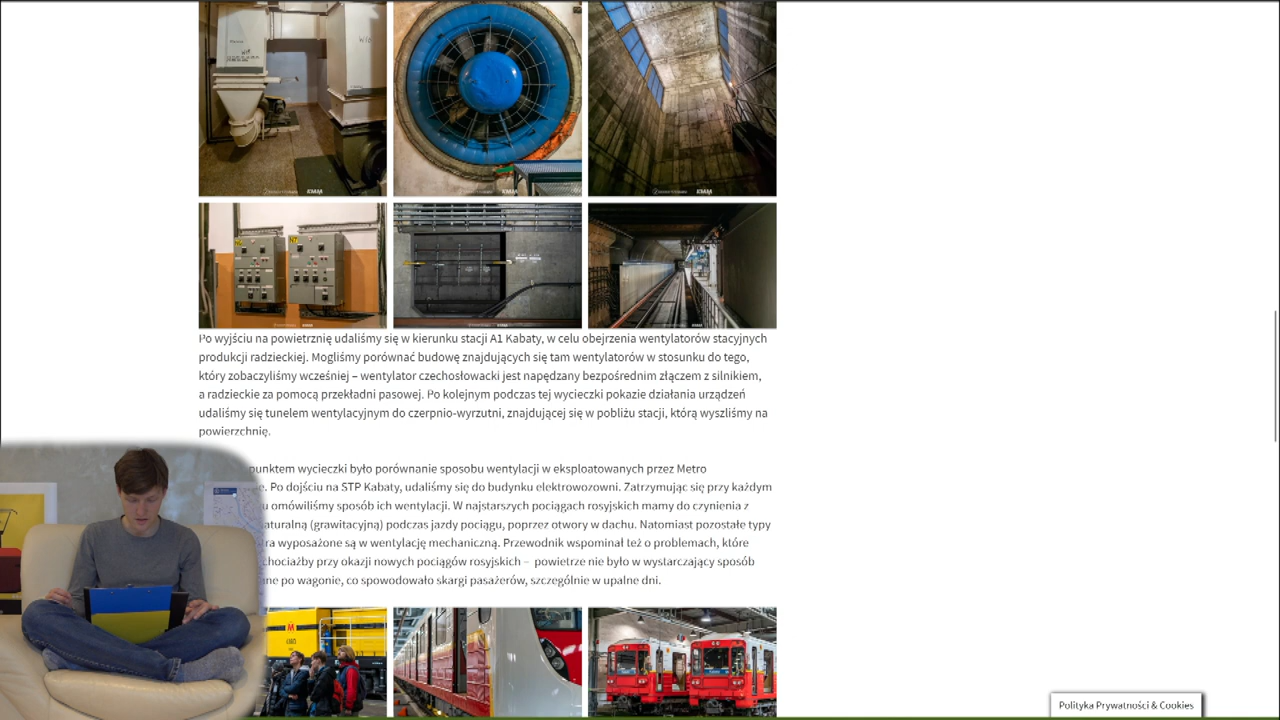 Po wyjściu na powietrznię udaliśmy się w kierunku stacji A1 Kabaty, w celu obejrzenia wentylatorów stacyjnych
produkcji radzieckiej. Mogliśmy porównać budowę znajdujących się tam wentylatorów w stosunku do tego,
który zobaczyliśmy wcześniej – wentylator czechosłowacki jest napędzany bezpośrednim złączem z silnikiem,
a radzieckie za pomocą przekładni pasowej. Po kolejnym podczas tej wycieczki pokazie działania urządzeń
udaliśmy się tunelem wentylacyjnym do czerpnio-wyrzutni, znajdującej się w pobliżu stacji, którą wyszliśmy na
powierzchnię.
punktem wycieczki było porównanie sposobu wentylacji w eksploatowanych przez Metro
e. Po dojściu na STP Kabaty, udaliśmy się do budynku elektrowozowni. Zatrzymując się przy każdym
u omówiliśmy sposób ich wentylacji. W najstarszych pociągach rosyjskich mamy do czynienia z
naturalną (grawitacyjną) podczas jazdy pociągu, poprzez otwory w dachu. Natomiast pozostałe typy
ra wyposażone są w wentylację mechaniczną. Przewodnik wspominał też o problemach, które
chociażby przy okazji nowych pociągów rosyjskich – powietrze nie było w wystarczający sposób
ane po wagonie, co spowodowało skargi pasażerów, szczególnie w upalne dni.
Polityka Prywatności & Cookies